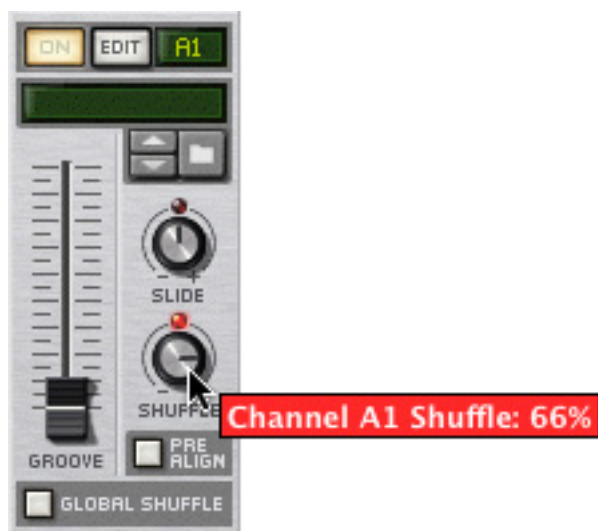 ON EDIT A1
- +
SLIDE
-
SHUFFLE
Channel A1 Shuffle: 66%
GROOVE
PRE
ALIGN
GLOBAL SHUFFLE